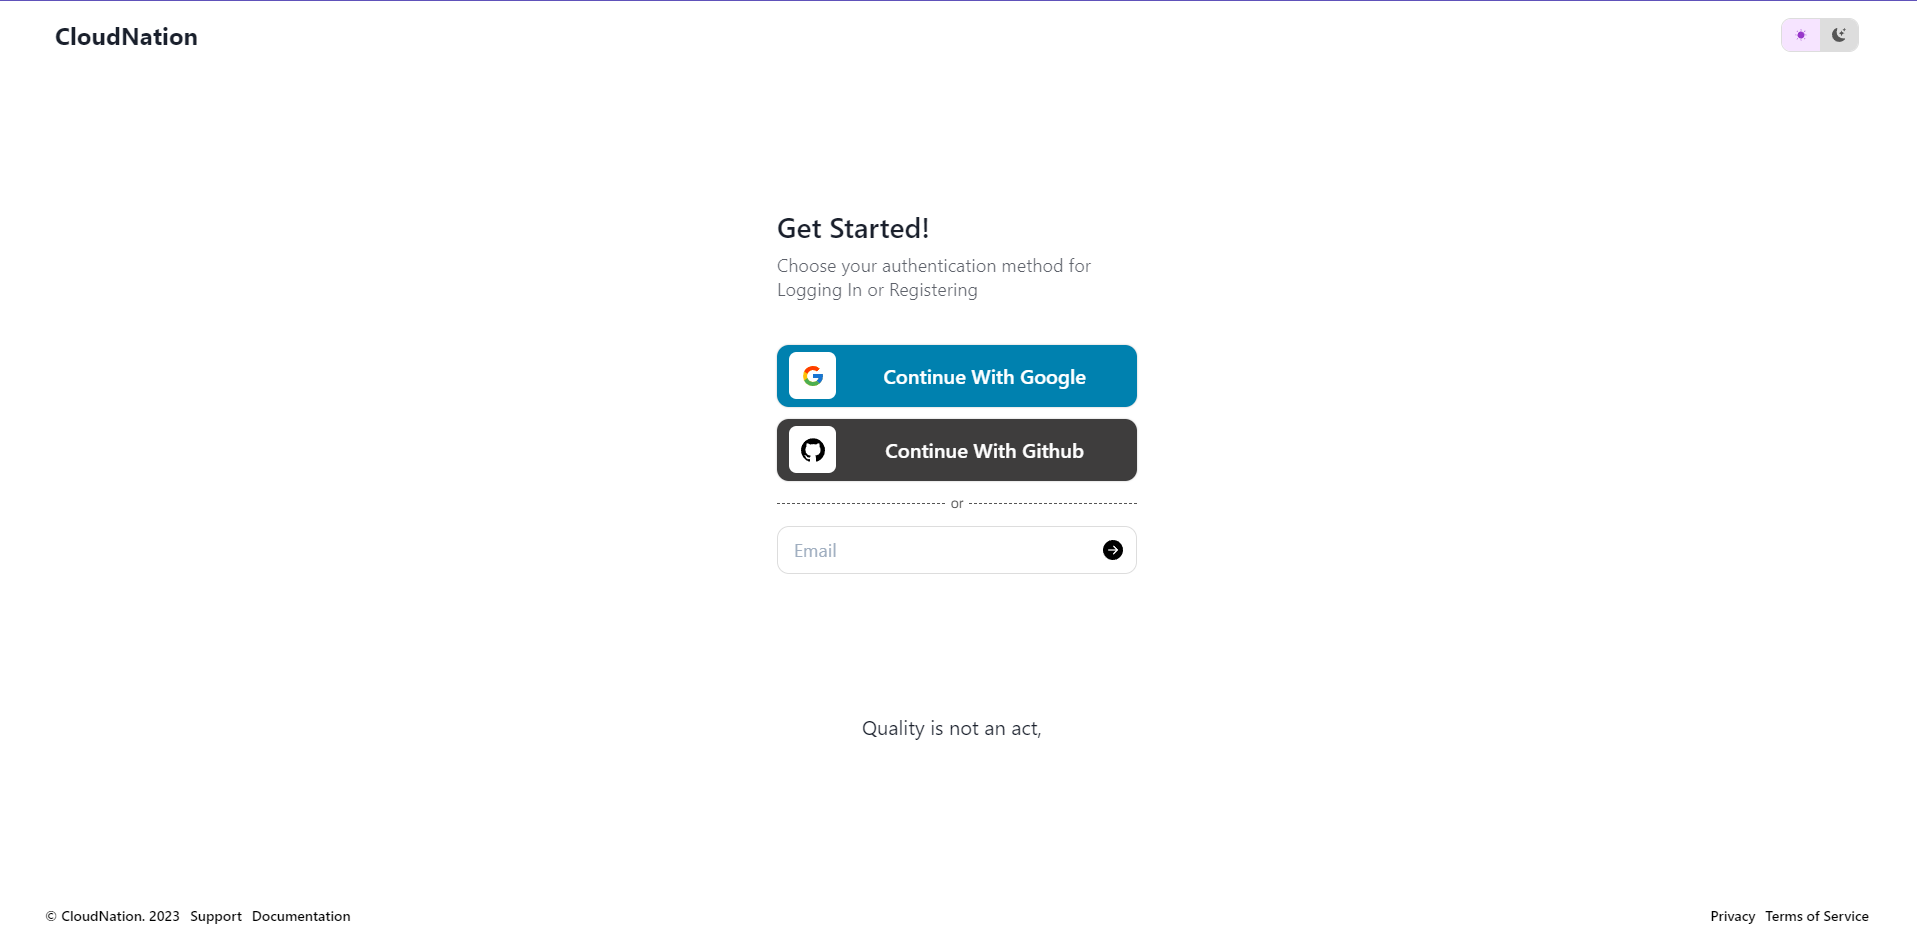 CloudNation
Get Started!
Choose your authentication method for
Logging In or Registering
Continue With Google
Continue With Github
or
Email
Quality is not an act,
© CloudNation. 2023 Support Documentation
Privacy Terms of Service